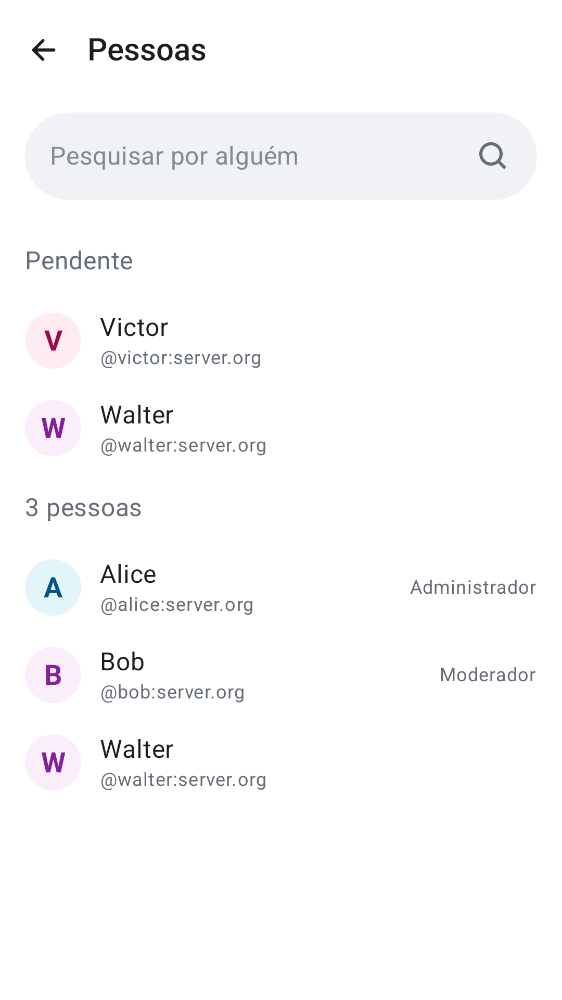 Pessoas
Pesquisar por alguém
Pendente
V
Victor
@victor:server.org
W
Walter
@walter:server.org
3 pessoas
A
Alice
@alice:server.org
Administrador
B
Bob
@bob:server.org
Moderador
W
Walter
@walter:server.org